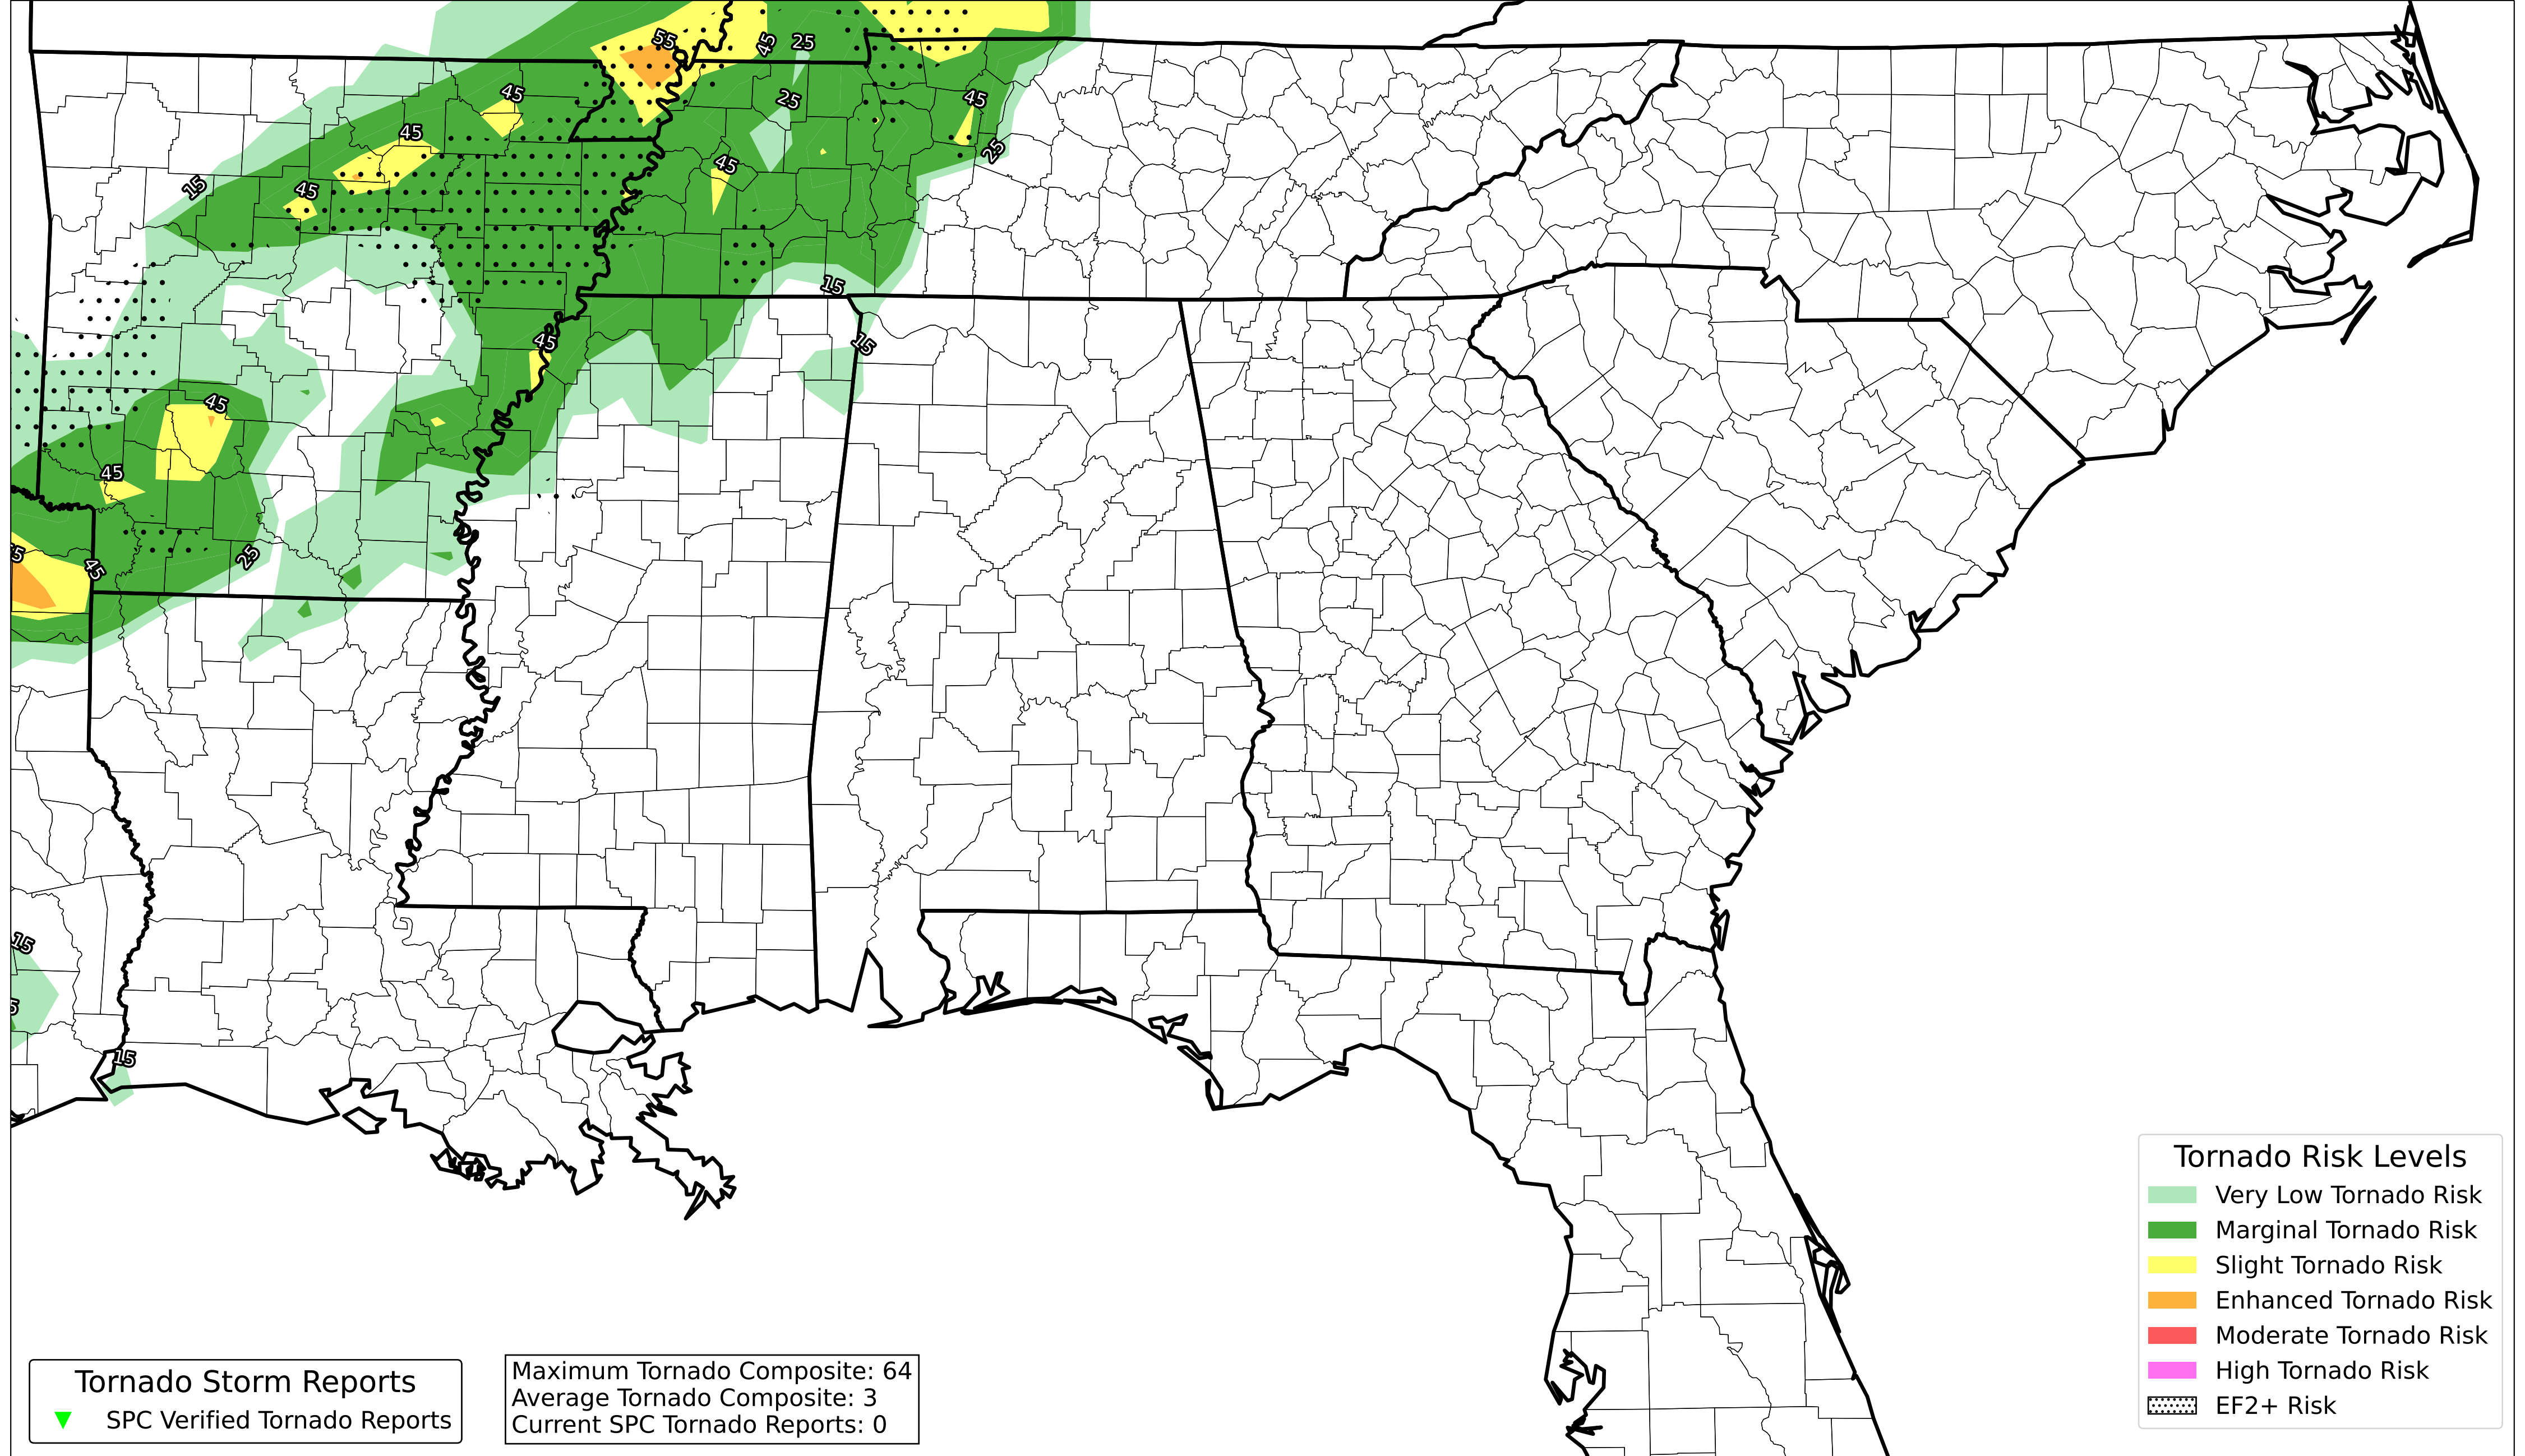 55
45
25
45
25
45
45
25
45
15
45
15
45
15
45
45
45
25
15
15
Tornado Risk Levels
Very Low Tornado Risk
Marginal Tornado Risk
Slight Tornado Risk
Enhanced Tornado Risk
Moderate Tornado Risk
High Tornado Risk
EF2+ Risk
Tornado Storm Reports
SPC Verified Tornado Reports
Maximum Tornado Composite: 64
Average Tornado Composite: 3
Current SPC Tornado Reports: 0